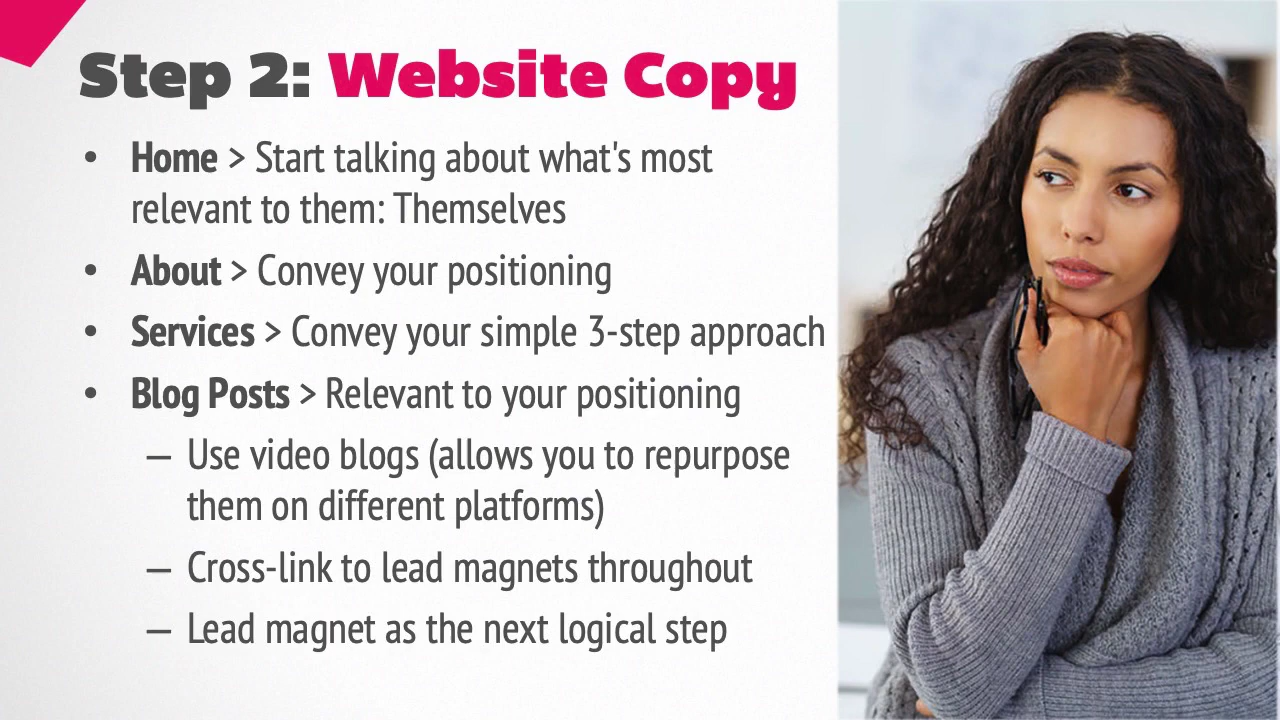 Step 2: Website Copy
• Home > Start talking about what's most
relevant to them: Themselves
• About > Convey your positioning
• Services > Convey your simple 3-step approach
• Blog Posts > Relevant to your positioning
— Use video blogs (allows you to repurpose
them on different platforms)
— Cross-link to lead magnets throughout
— Lead magnet as the next logical step